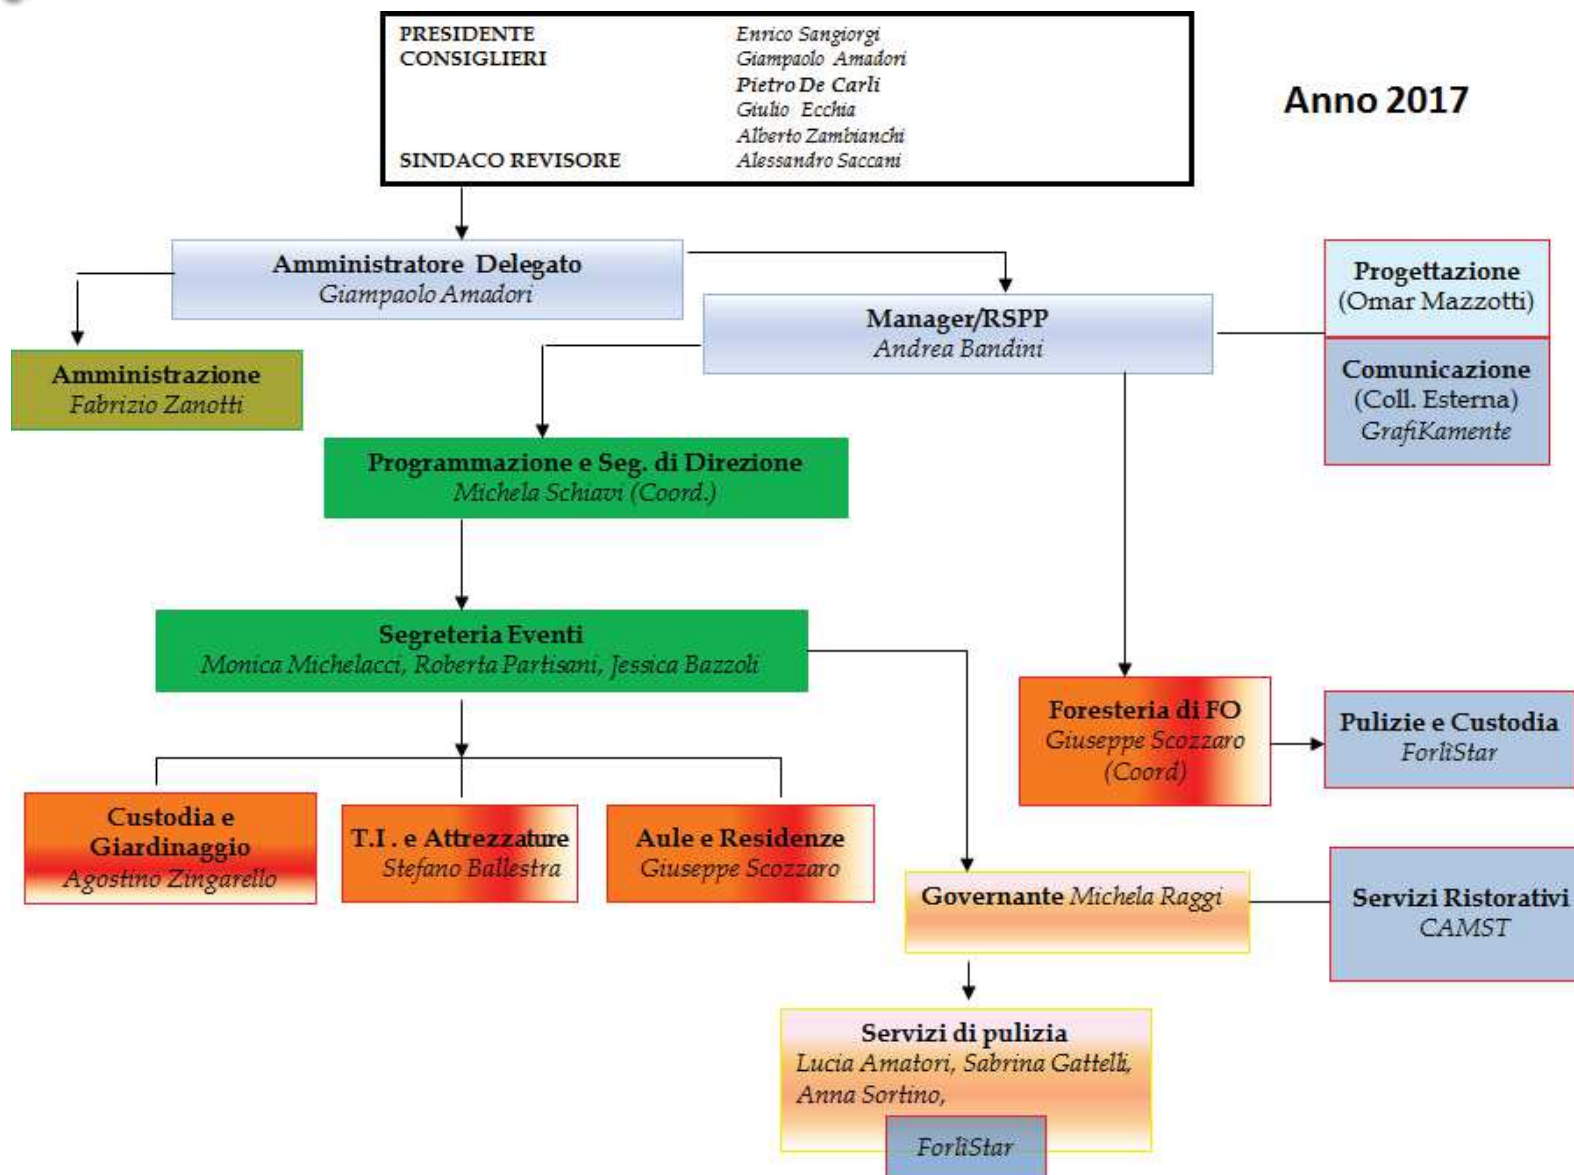 PRESIDENTE Enrico Sangiorgi
CONSIGLIERI Giampaolo Amadori
Pietro De Carli
Giulio Ecchia
Alberto Zambianchi
SINDACO REVISORE Alessandro Saccani
Anno 2017
Amministratore Delegato
Giampaolo Amadori
Progettazione
(Omar Mazzotti)
Manager/RSPP
Andrea Bandini
Amministrazione
Fabrizio Zanotti
Comunicazione
(Coll. Esterna)
GrafiKamente
Programmazione e Seg. di Direzione
Michela Schiavi (Coord.)
Segreteria Eventi
Monica Michelacci, Roberta Partisani, Jessica Bazzoli
Foresteria di FO
Giuseppe Scozzaro
(Coord)
Pulizie e Custodia
ForlìStar
Custodia e
Giardinaggio
Agostino Zingarello
T.I . e Attrezzature
Stefano Ballestra
Aule e Residenze
Giuseppe Scozzaro
Governante Michela Raggi
Servizi Ristorativi
CAMST
Servizi di pulizia
Lucia Amatori, Sabrina Gattelli,
Anna Sortino,
ForlìStar